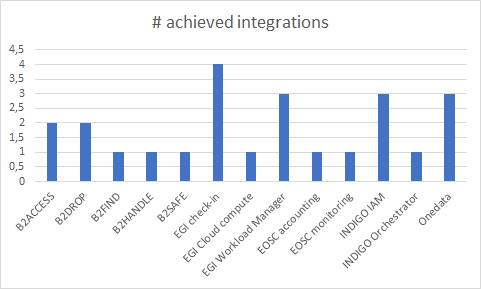 # achieved integrations
4,5
4
3,5
3
2,5
2
1,5
1
0,5
0
B2ACCESS
B2DROP
B2FIND
B2HANDLE
B2SAFE
EGI check-in
EGI Cloud compute
EGI Workload Manager
EOSC accounting
EOSC monitoring
INDIGO IAM
INDIGO Orchestrator
Onedata